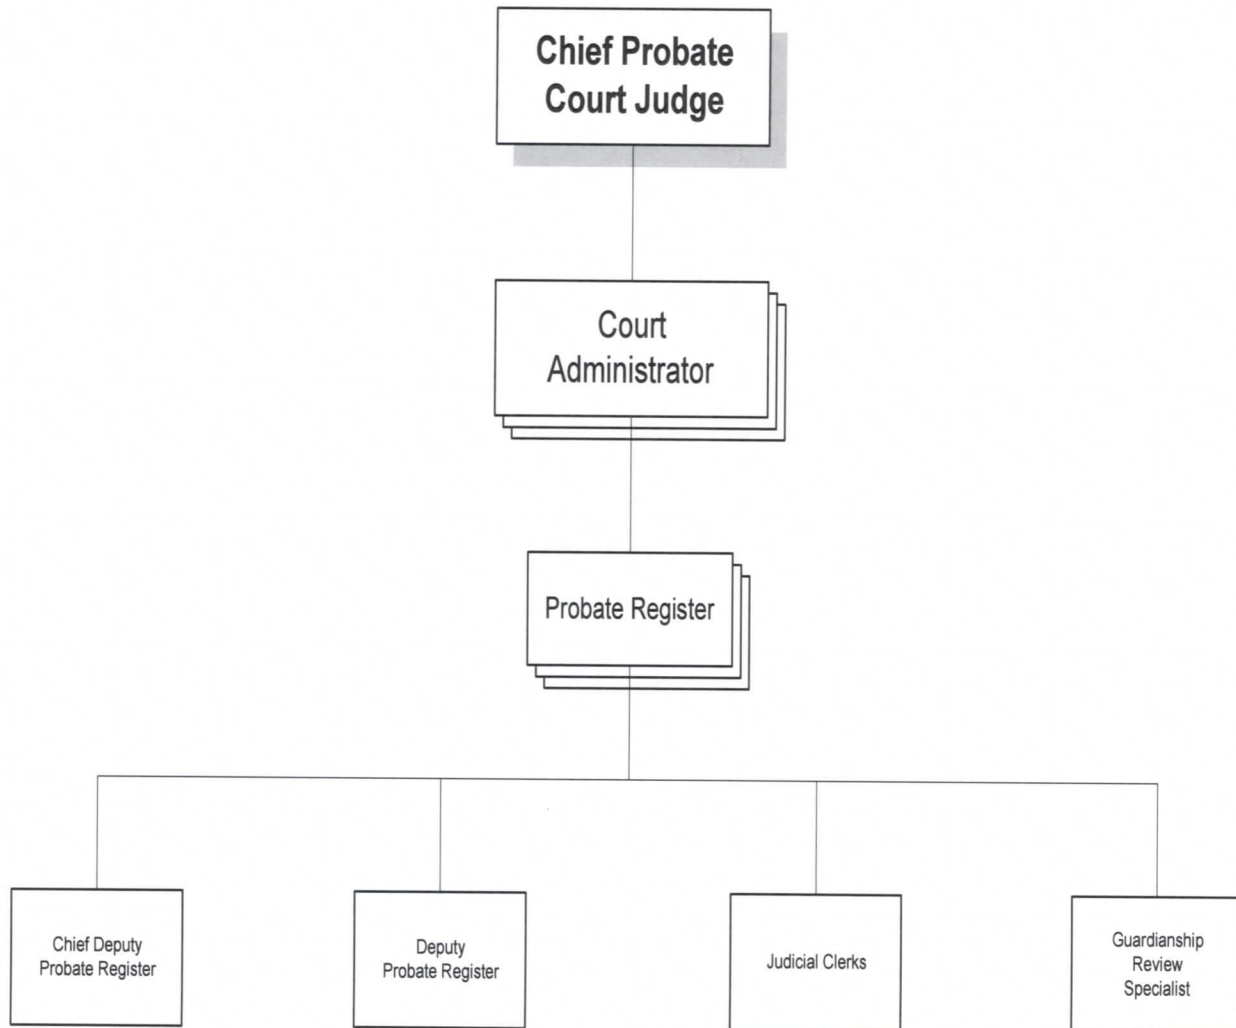 Chief Probate
Court Judge
Court
Administrator
Probate Register
Chief Deputy
Probate Register
Deputy
Probate Register
Judicial Clerks
Guardianship
Review
Specialist